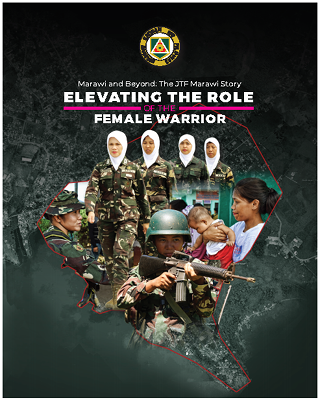 Marawi and Beyond: The JTF Marawi Story
ELEVATING THE ROLE
OF THE
FEMALE WARRIOR